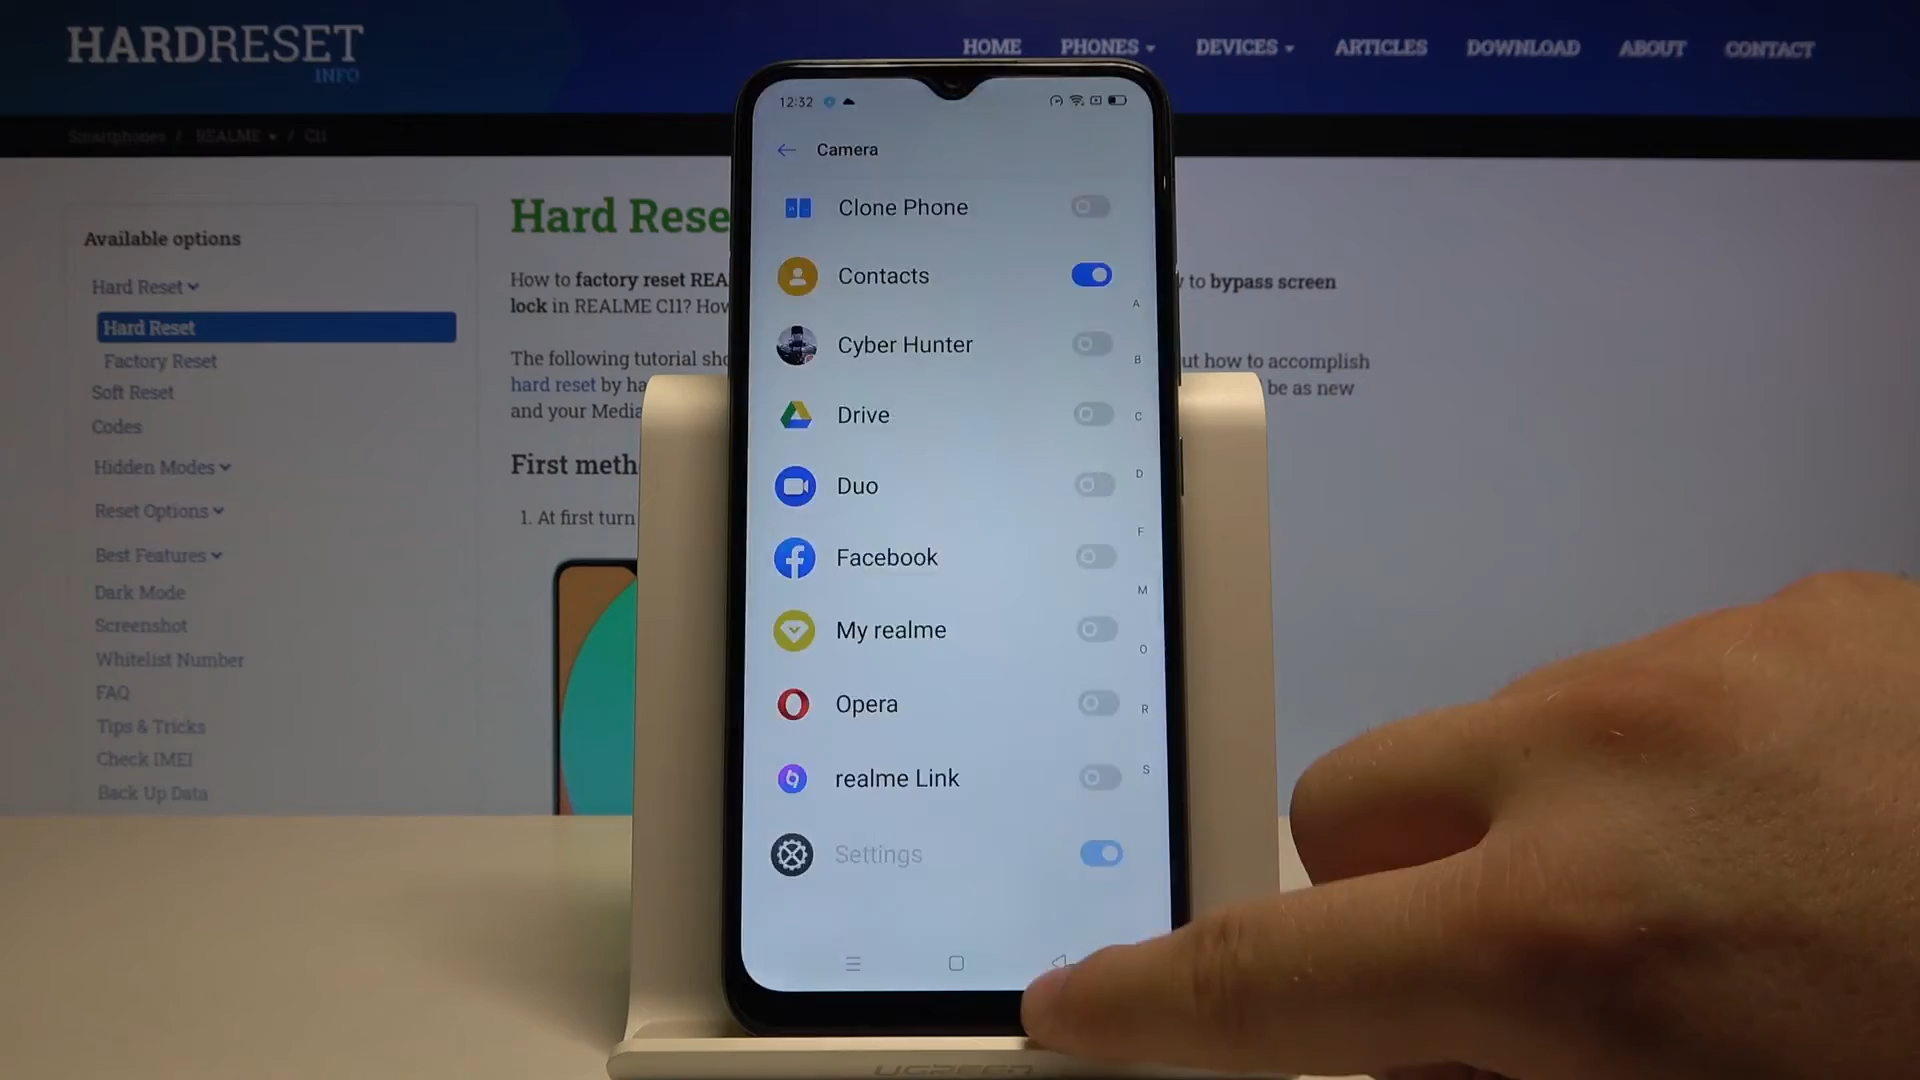 HARDRESET
INFO
HOME PHONES DEVICES ARTICLES DOWNLOAD ABOUT CONTACT
Smartphones / REALME / C11
Available options
Hard Reset
Hard Reset
Factory Reset
Soft Reset
Codes
Hidden Modes
Reset Options
Best Features
Dark Mode
Screenshot
Whitelist Number
FAQ
Tips & Tricks
Check IMEI
Back Up Data
Hard Rese
How to factory reset REA
to bypass screen
lock in REALME C11? How
The following tutorial sho
ut how to accomplish
hard reset by ha
be as new
and your Media
First meth
1. At first turn
12:32
Camera
Clone Phone
Contacts
Cyber Hunter
Drive
Duo
Facebook
My realme
Opera
realme Link
Settings
A
B
C
D
F
M
O
R
S
UGREEN